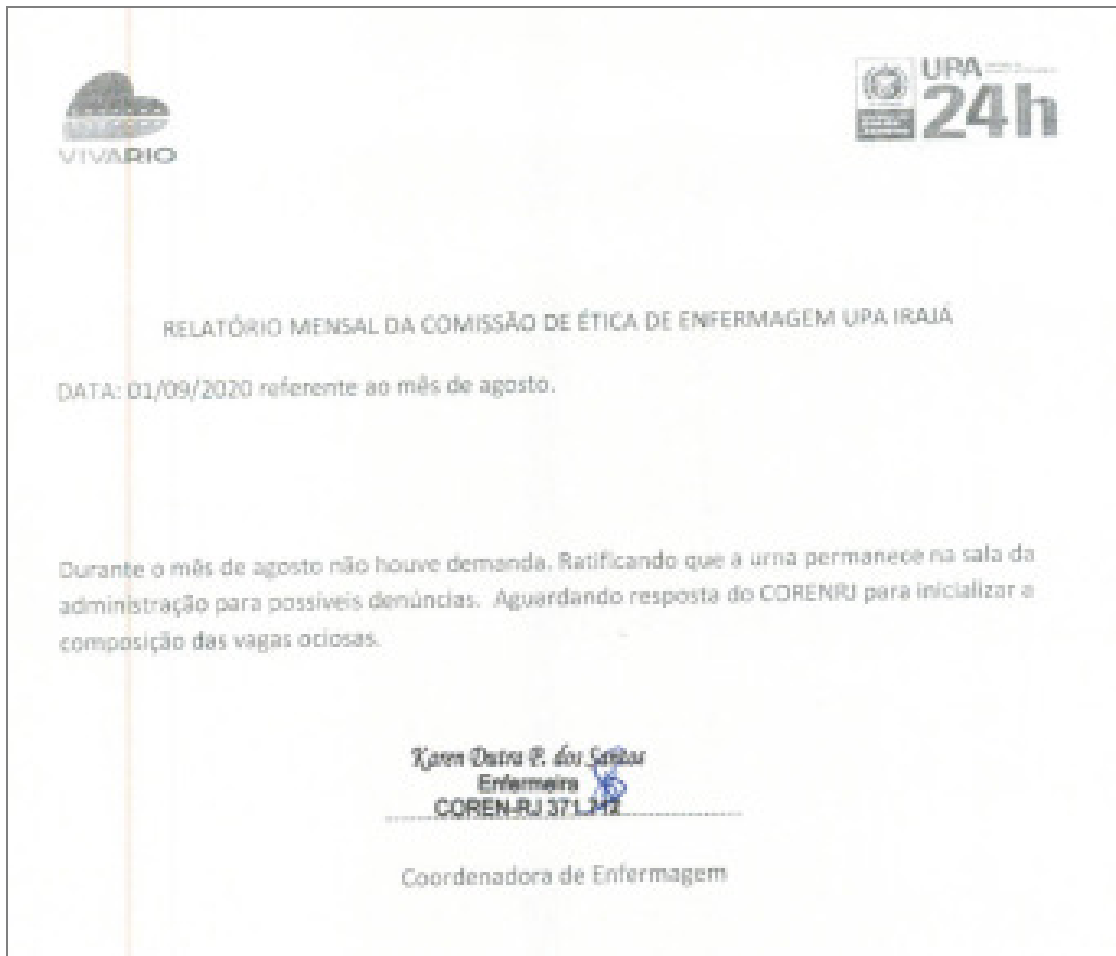 VIVARIO
UPA
24h
RELATÓRIO MENSAL DA COMISSÃO DE ÉTICA DE ENFERMAGEM UPA IRAJÁ
DATA: 01/09/2020 referente ao mês de agosto.
Durante o mês de agosto não houve demanda. Ratificando que a urna permanece na sala da
administração para possíveis denúncias. Aguardando resposta do CORENRJ para inicializar a
composição das vagas ociosas.
Karen Dutra P. dos Santos
Enfermeira
COREN-RJ 371.
Coordenadora de Enfermagem